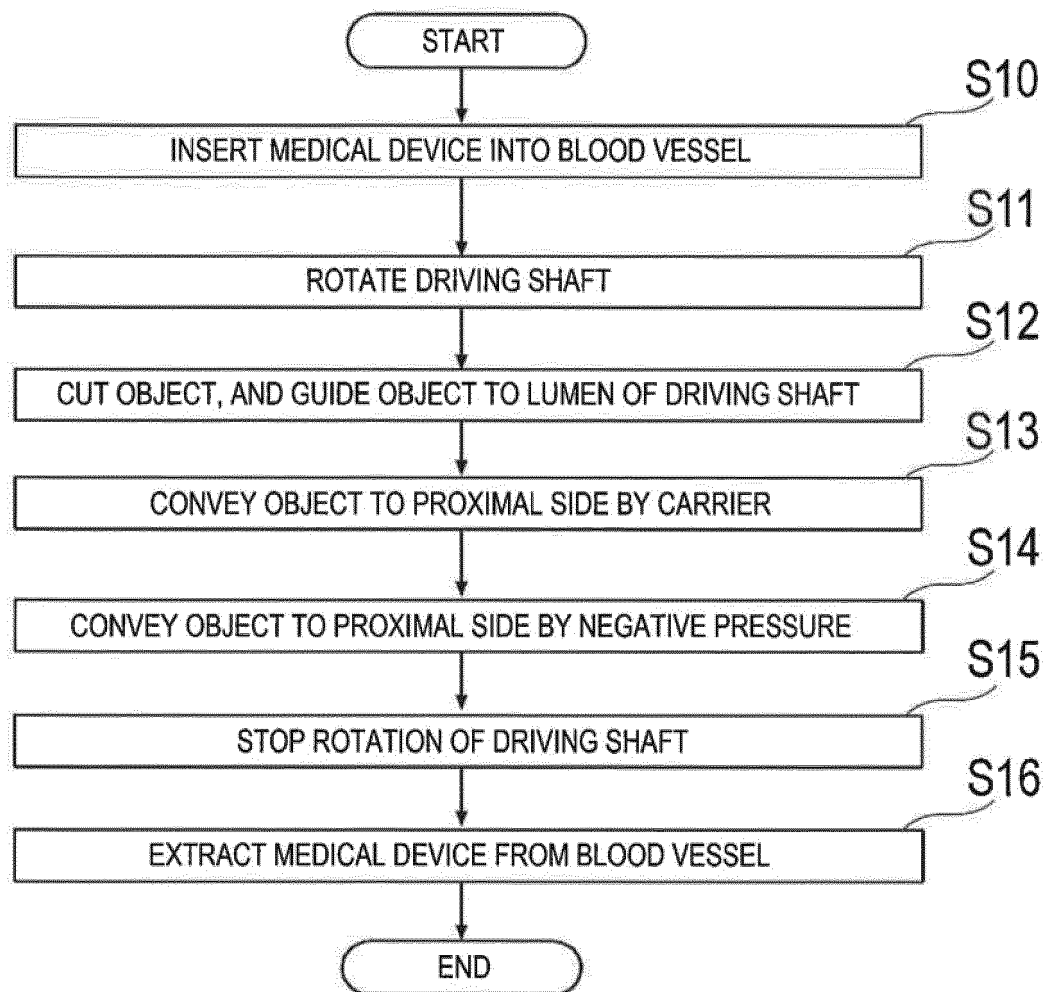 START
S10
INSERT MEDICAL DEVICE INTO BLOOD VESSEL
S11
ROTATE DRIVING SHAFT
S12
CUT OBJECT, AND GUIDE OBJECT TO LUMEN OF DRIVING SHAFT
S13
CONVEY OBJECT TO PROXIMAL SIDE BY CARRIER
S14
CONVEY OBJECT TO PROXIMAL SIDE BY NEGATIVE PRESSURE
S15
STOP ROTATION OF DRIVING SHAFT
S16
EXTRACT MEDICAL DEVICE FROM BLOOD VESSEL
END